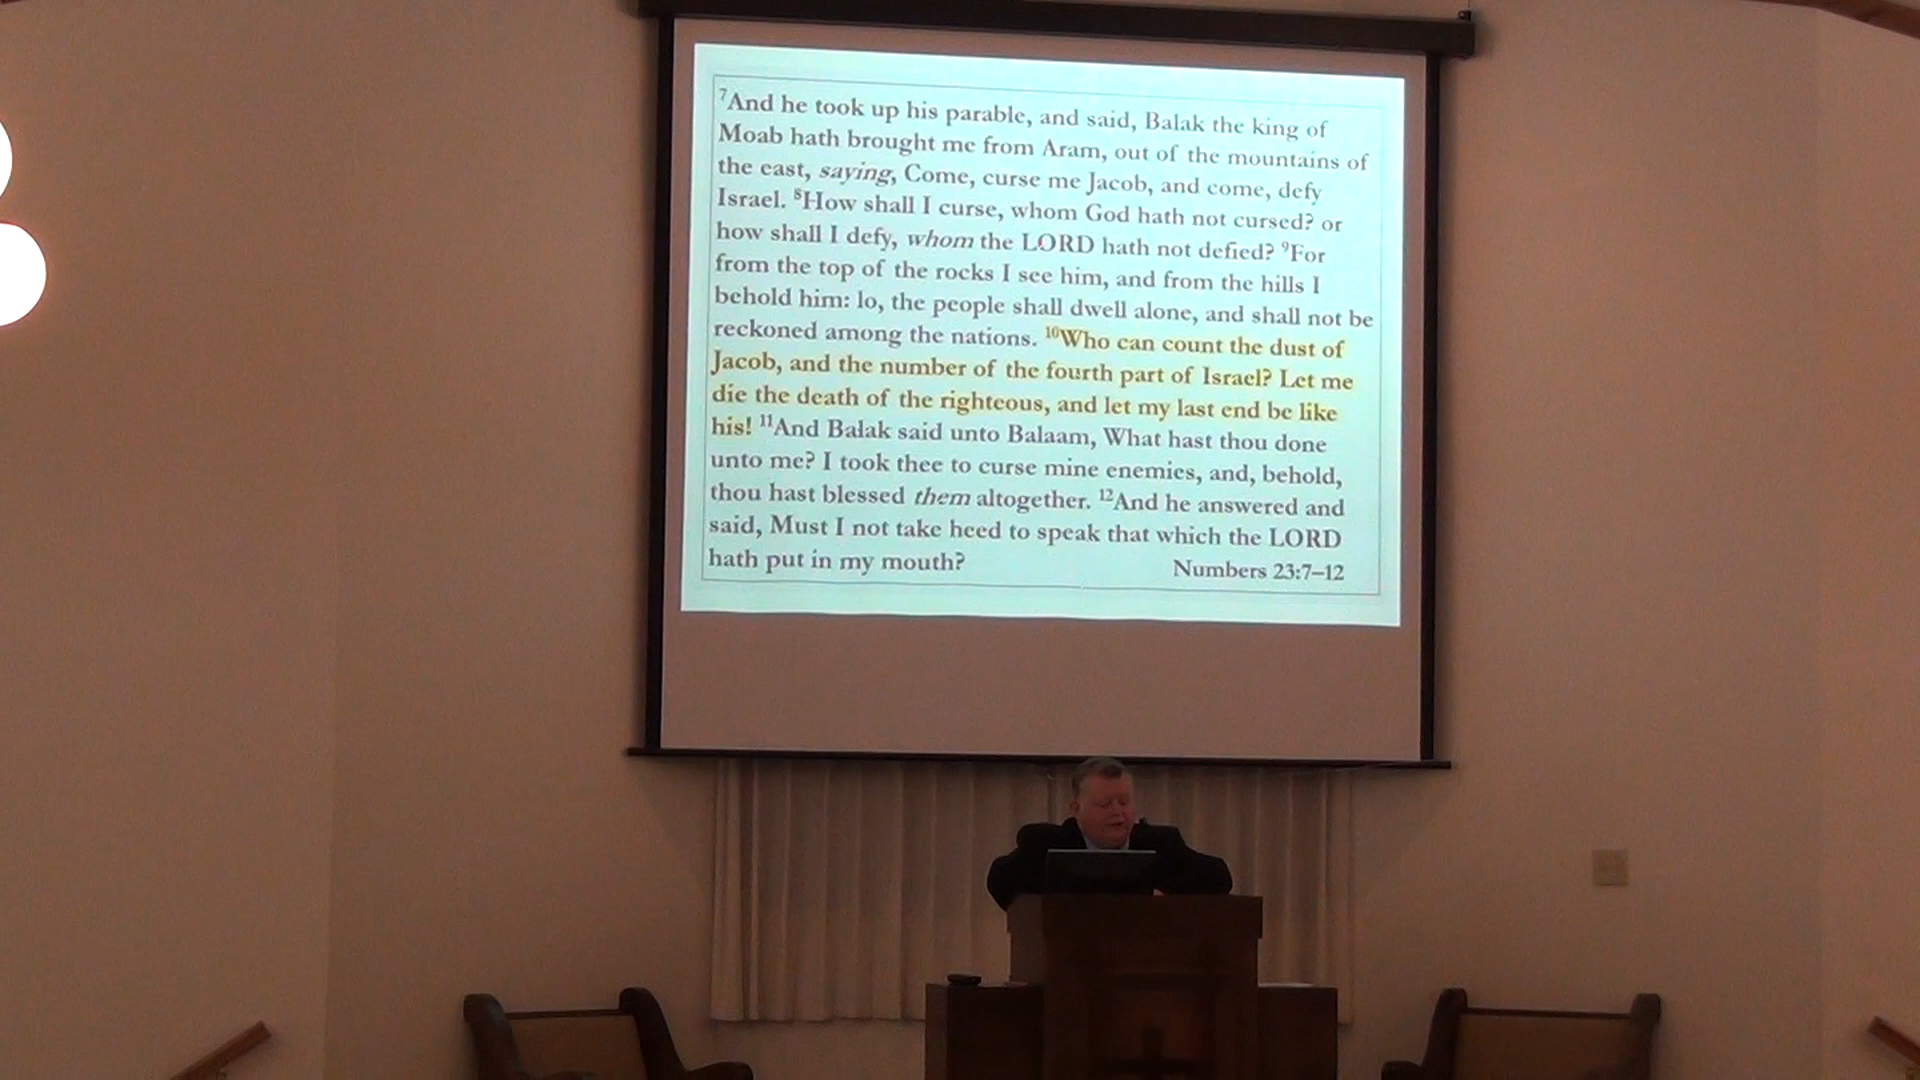 ⁷And he took up his parable, and said, Balak the king of
Moab hath brought me from Aram, out of the mountains of
the east, saying, Come, curse me Jacob, and come, defy
Israel. ⁸How shall I curse, whom God hath not cursed? or
how shall I defy, whom the LORD hath not defied? ⁹For
from the top of the rocks I see him, and from the hills I
behold him: lo, the people shall dwell alone, and shall not be
reckoned among the nations. ¹⁰Who can count the dust of
Jacob, and the number of the fourth part of Israel? Let me
die the death of the righteous, and let my last end be like
his! ¹¹And Balak said unto Balaam, What hast thou done
unto me? I took thee to curse mine enemies, and, behold,
thou hast blessed them altogether. ¹²And he answered and
said, Must I not take heed to speak that which the LORD
hath put in my mouth? Numbers 23:7–12